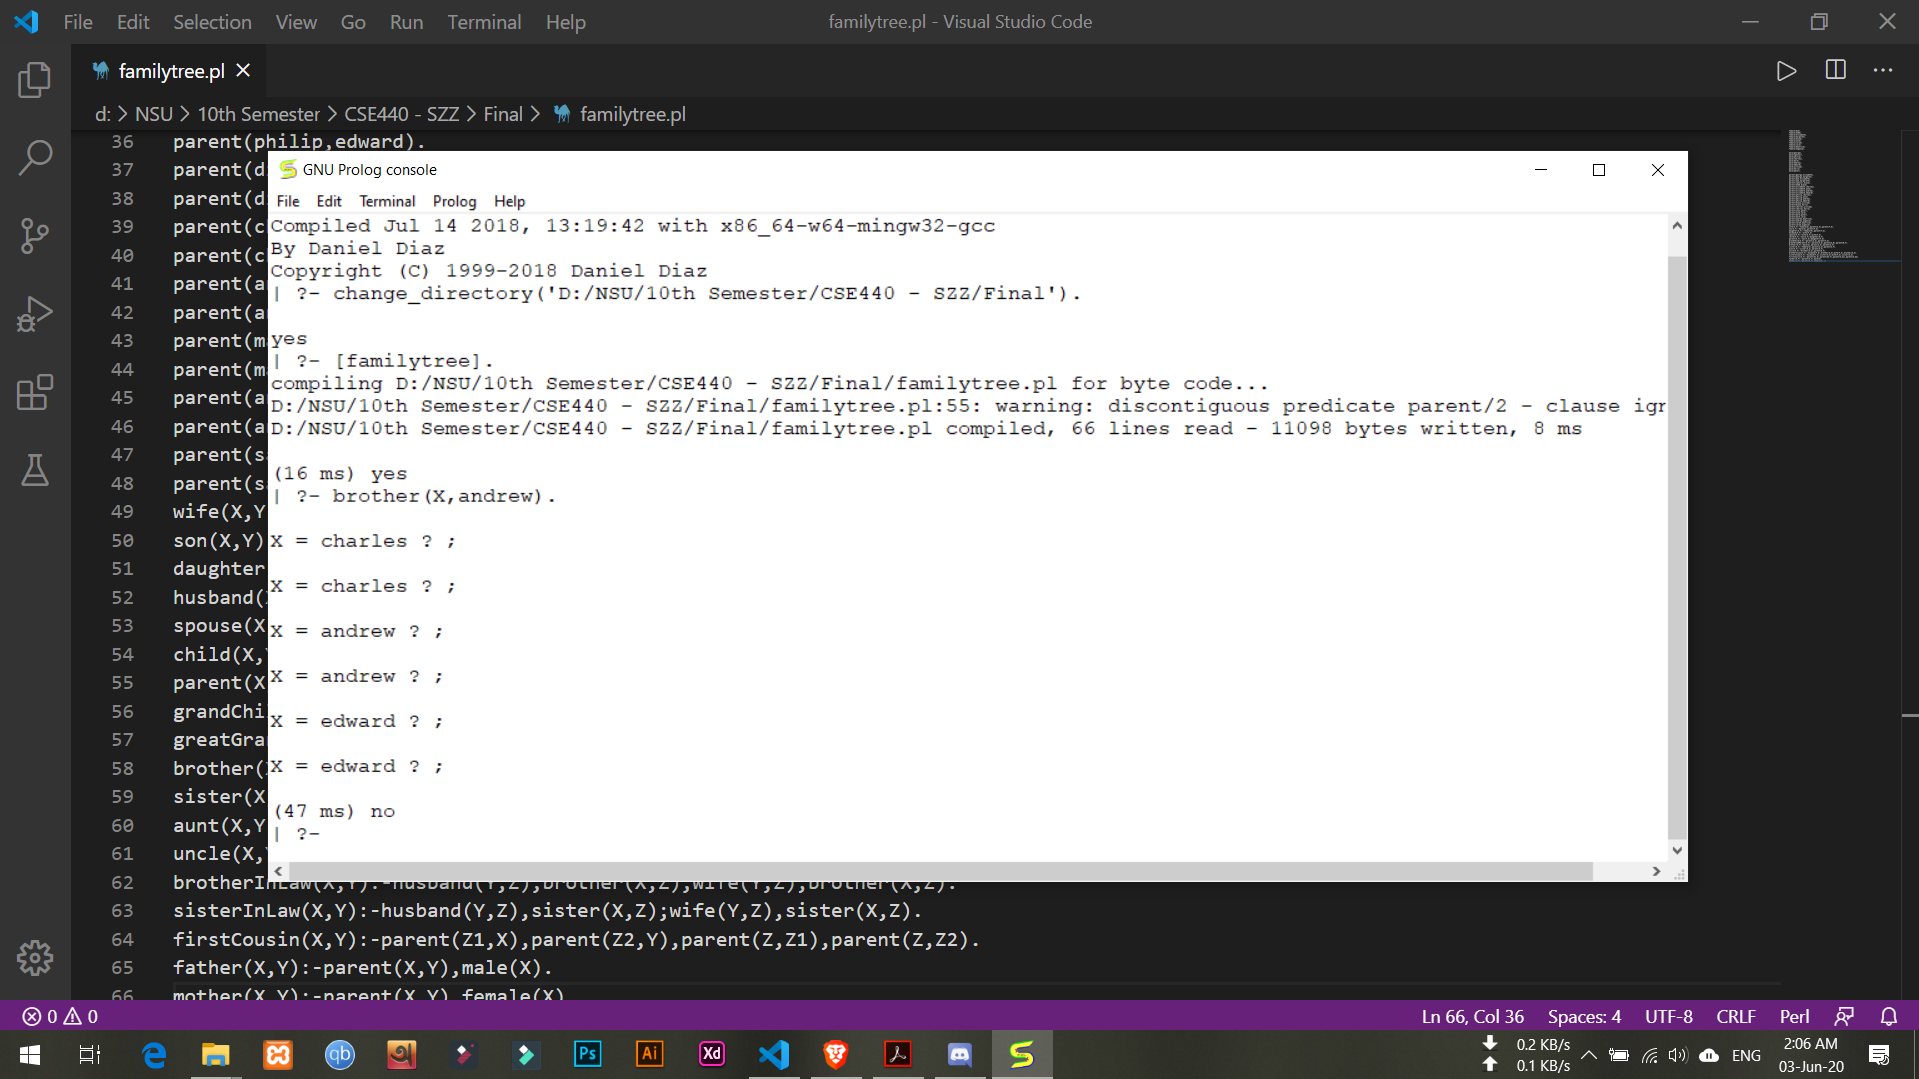 File Edit Selection View Go Run Terminal Help familytree.pl - Visual Studio Code
familytree.pl
d: > NSU > 10th Semester > CSE440 - SZZ > Final > familytree.pl
36 parent(philip,edward).
GNU Prolog console
File Edit Terminal Prolog Help
Compiled Jul 14 2018, 13:19:42 with x86_64-w64-mingw32-gcc
By Daniel Diaz
Copyright (C) 1999-2018 Daniel Diaz
| ?- change_directory('D:/NSU/10th Semester/CSE440 - SZZ/Final').
yes
| ?- [familytree].
compiling D:/NSU/10th Semester/CSE440 - SZZ/Final/familytree.pl for byte code...
D:/NSU/10th Semester/CSE440 - SZZ/Final/familytree.pl:55: warning: discontiguous predicate parent/2 - clause igr
D:/NSU/10th Semester/CSE440 - SZZ/Final/familytree.pl compiled, 66 lines read - 11098 bytes written, 8 ms
(16 ms) yes
| ?- brother(X,andrew).
X = charles ? ;
X = charles ? ;
X = andrew ? ;
X = andrew ? ;
X = edward ? ;
X = edward ? ;
(47 ms) no
| ?-
37 parent(d
38 parent(d
39 parent(c
40 parent(c
41 parent(a
42 parent(a
43 parent(m
44 parent(m
45 parent(a
46 parent(a
47 parent(s
48 parent(s
49 wife(X,Y
50 son(X,Y)
51 daughter
52 husband(
53 spouse(X
54 child(X,
55 parent(X
56 grandChi
57 greatGra
58 brother(
59 sister(X
60 aunt(X,Y
61 uncle(X,
62 brotherInLaw(X,Y):-husband(Y,Z),brother(X,Z);wife(Y,Z),brother(X,Z).
63 sisterInLaw(X,Y):-husband(Y,Z),sister(X,Z);wife(Y,Z),sister(X,Z).
64 firstCousin(X,Y):-parent(Z1,X),parent(Z2,Y),parent(Z,Z1),parent(Z,Z2).
65 father(X,Y):-parent(X,Y),male(X).
66 mother(X,Y):-parent(X,Y),female(X)
0 0 Ln 66, Col 36 Spaces: 4 UTF-8 CRLF Perl
qb Ps Ai Xd 0.2 KB/s 0.1 KB/s ENG 2:06 AM
03-Jun-20